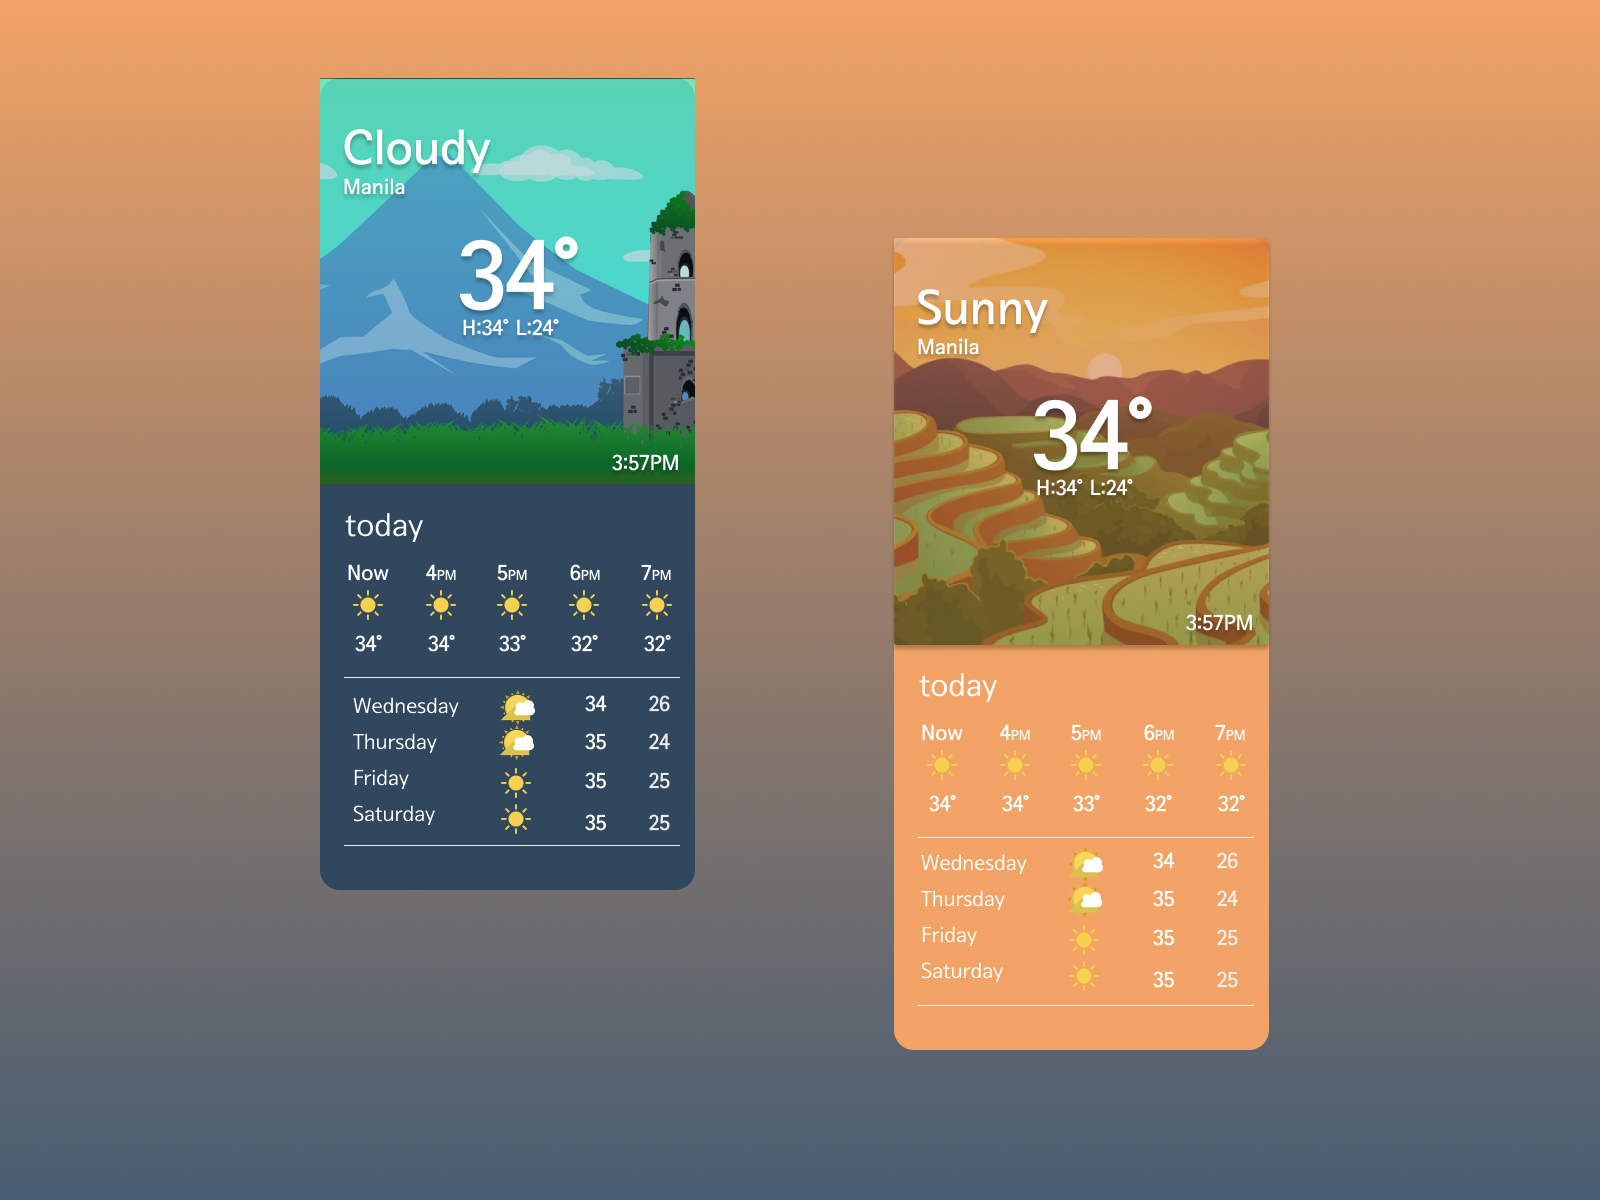 Cloudy
Manila
34°
H:34° L:24°
3:57PM
today
Now 4PM 5PM 6PM 7PM
34° 34° 33° 32° 32°
Wednesday 34 26
Thursday 35 24
Friday 35 25
Saturday 35 25
Sunny
Manila
34°
H:34° L:24°
3:57PM
today
Now 4PM 5PM 6PM 7PM
34° 34° 33° 32° 32°
Wednesday 34 26
Thursday 35 24
Friday 35 25
Saturday 35 25